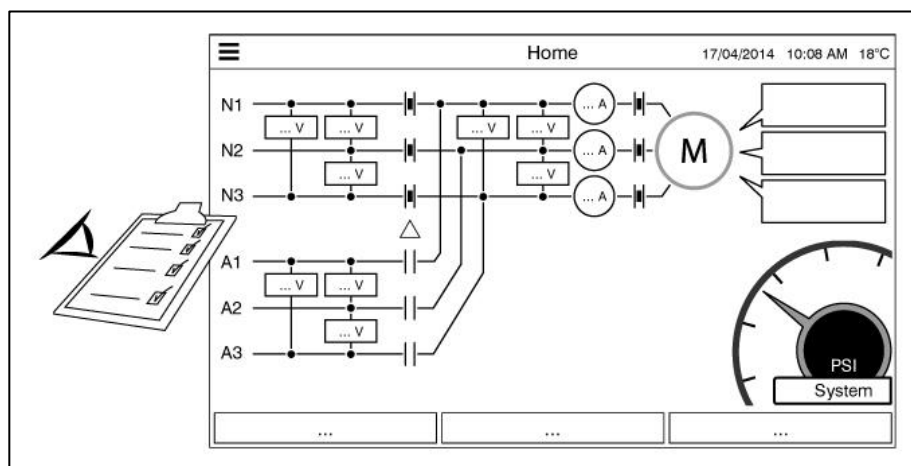 Home 17/04/2014 10:08 AM 18°C
N1 ... A
... V ... V ... V ... V
N2 ... A M
... V ... V
N3 ... A
A1
... V ... V
A2
... V
A3
PSI
System
... ... ...